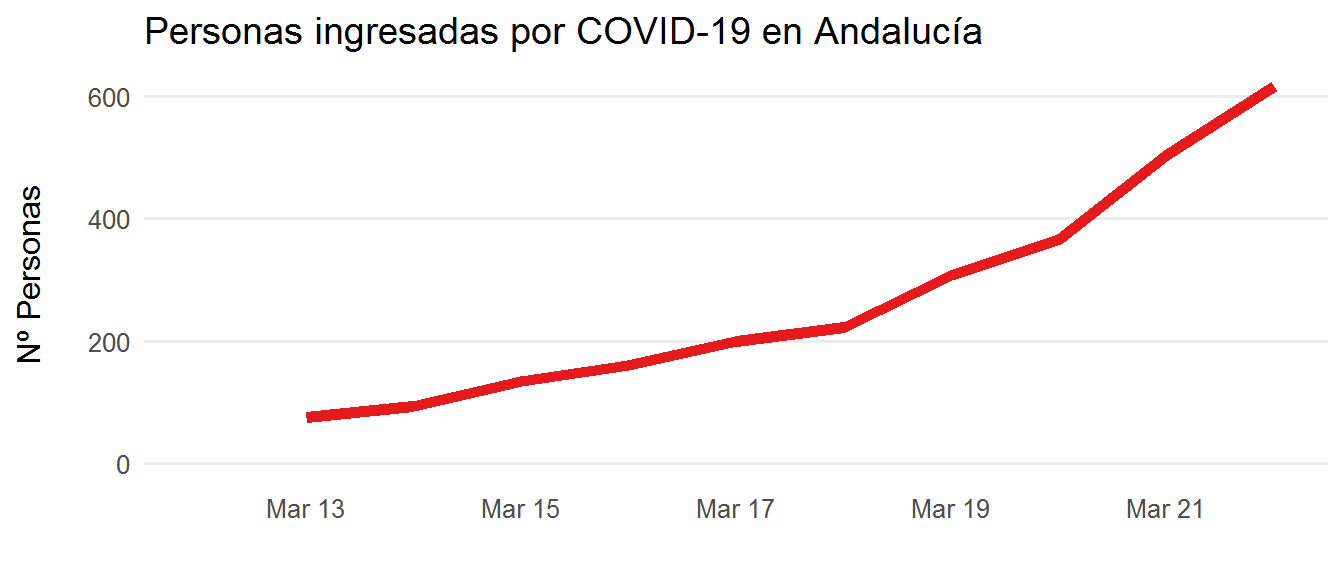 Personas ingresadas por COVID-19 en Andalucía
Nº Personas
600
400
200
0
Mar 13 Mar 15 Mar 17 Mar 19 Mar 21